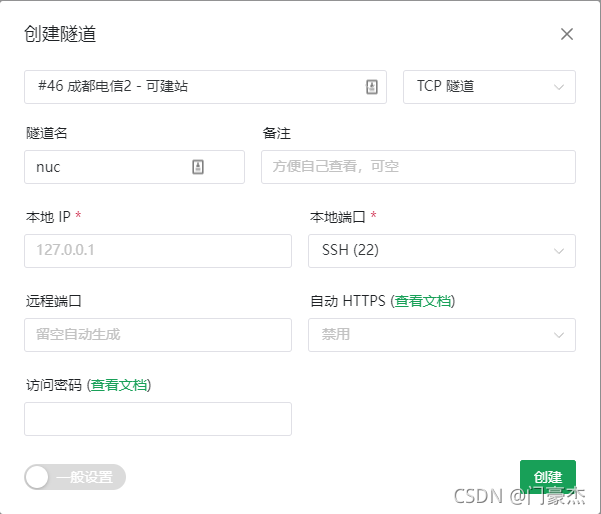 创建隧道
#46 成都电信2 - 可建站
TCP 隧道
隧道名
备注
nuc
方便自己查看，可空
本地 IP *
本地端口 *
127.0.0.1
SSH (22)
远程端口
自动 HTTPS (查看文档)
留空自动生成
禁用
访问密码 (查看文档)
一般设置
创建
CSDN @门豪杰